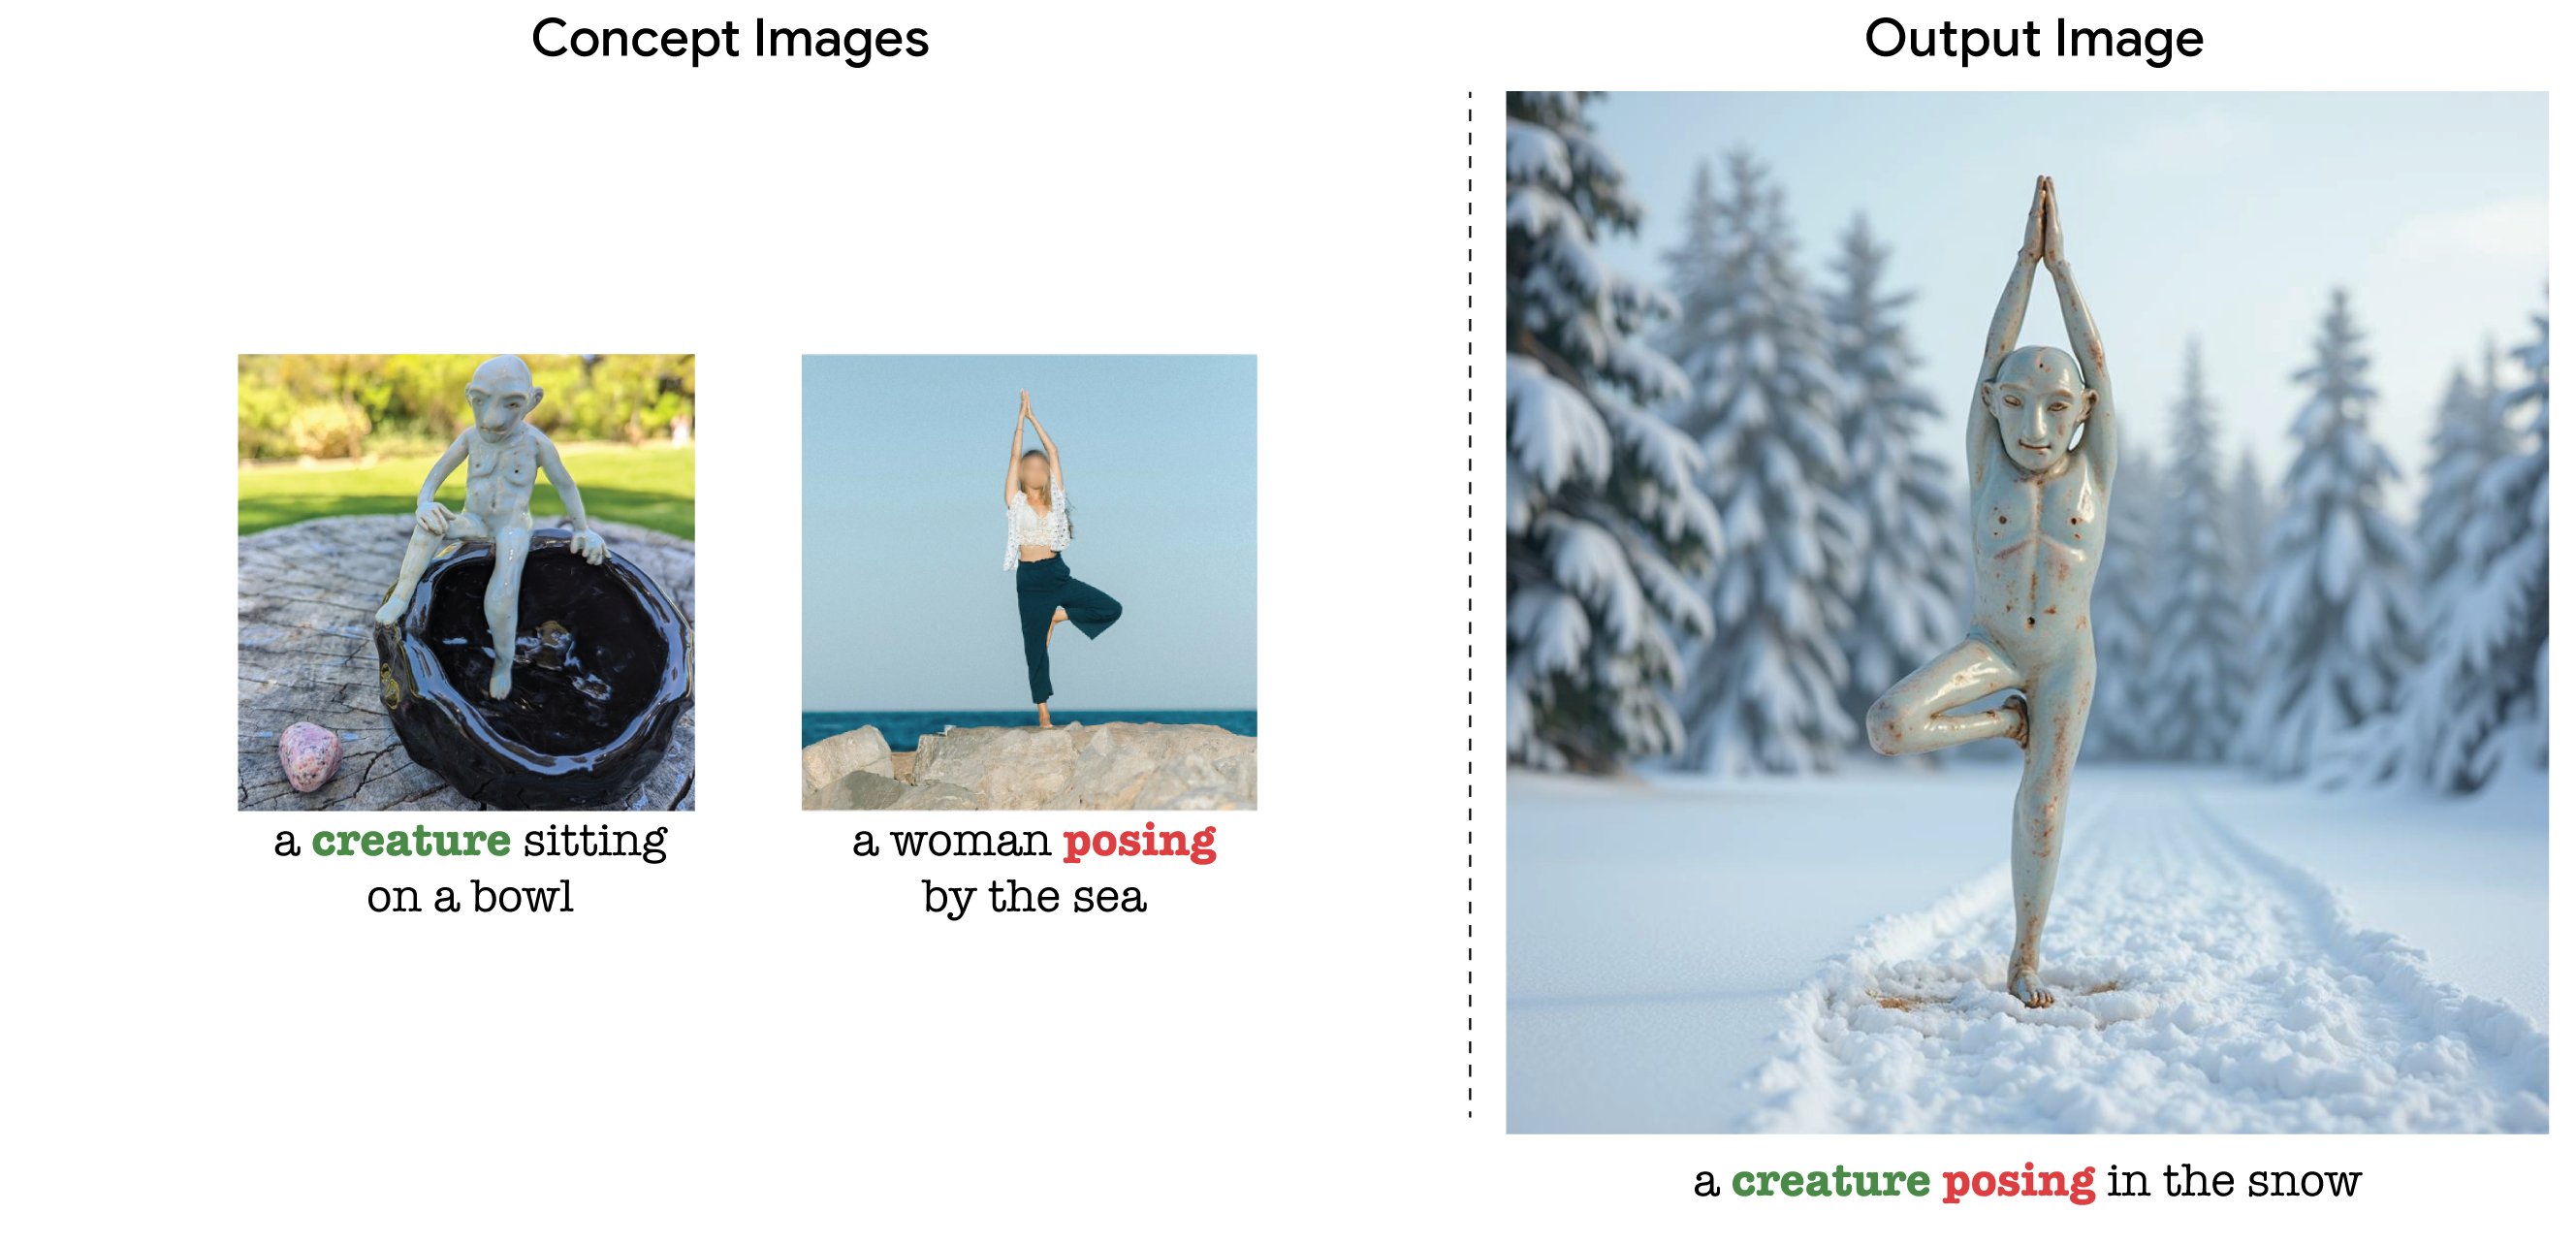 Concept Images
Output Image
a creature sitting
on a bowl
a woman posing
by the sea
a creature posing in the snow